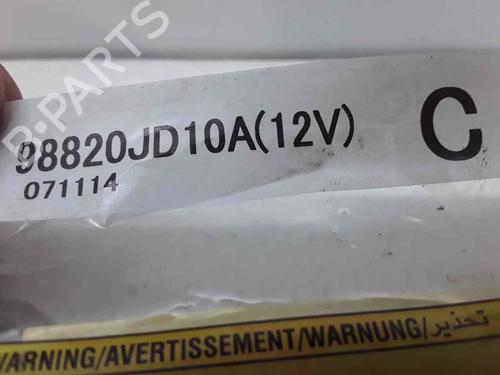 98820JD10A(12V)
C
071114
WARNING/AVERTISSEMENT/WARNUNG/تحذير/
B-PARTS